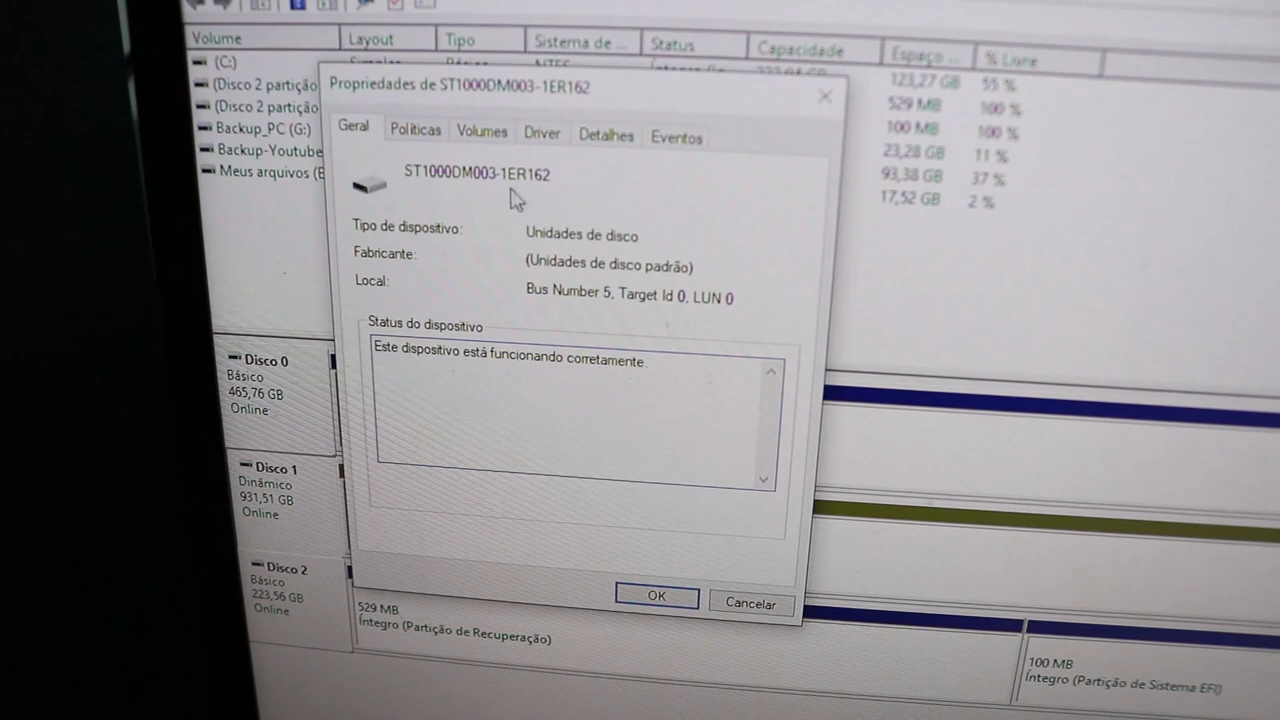 Volume Layout Tipo Sistema de ... Status Capacidade Espaço ... % Livre
(C:) 123,27 GB 55 %
(Disco 2 partição 529 MB 100 %
(Disco 2 partição 100 MB 100 %
Backup_PC (G:) 23,28 GB 11 %
Backup-Youtube 93,38 GB 37 %
Meus arquivos (E 17,52 GB 2 %
Propriedades de ST1000DM003-1ER162
Geral Políticas Volumes Driver Detalhes Eventos
ST1000DM003-1ER162
Tipo de dispositivo: Unidades de disco
Fabricante: (Unidades de disco padrão)
Local: Bus Number 5, Target Id 0, LUN 0
Status do dispositivo
Este dispositivo está funcionando corretamente.
OK Cancelar
Disco 0
Básico
465,76 GB
Online
Disco 1
Dinâmico
931,51 GB
Online
Disco 2
Básico
223,56 GB
Online
529 MB
Íntegro (Partição de Recuperação)
100 MB
Íntegro (Partição de Sistema EFI)